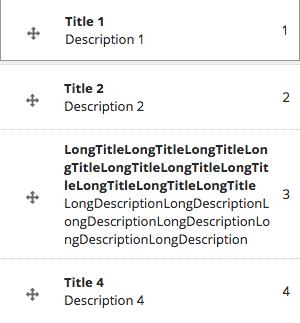 Title 1
Description 1
1
Title 2
Description 2
2
LongTitleLongTitleLongTitleLon
gTitleLongTitleLongTitleLongTit
leLongTitleLongTitleLongTitle
LongDescriptionLongDescriptionL
ongDescriptionLongDescriptionLo
ngDescriptionLongDescription
3
Title 4
Description 4
4